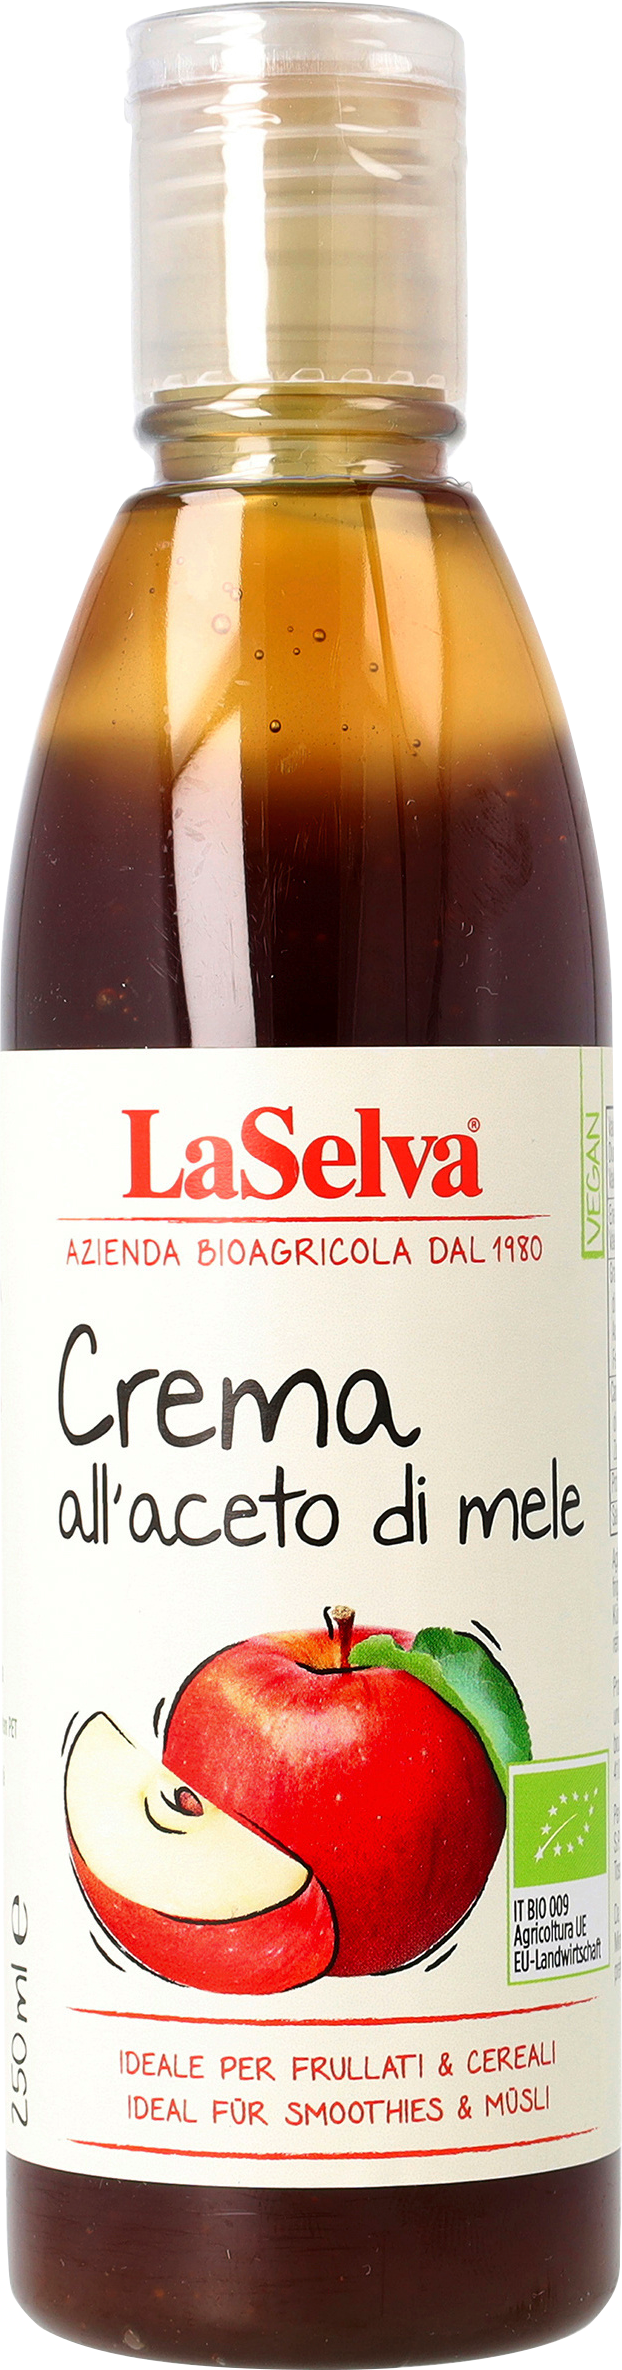 LaSelva®
AZIENDA BIOAGRICOLA DAL 1980
VEGAN
Crema
all'aceto di mele
IT BIO 009
Agricoltura UE
EU-Landwirtschaft
250 ml e
IDEALE PER FRULLATI & CEREALI
IDEAL FÜR SMOOTHIES & MÜSLI
PET